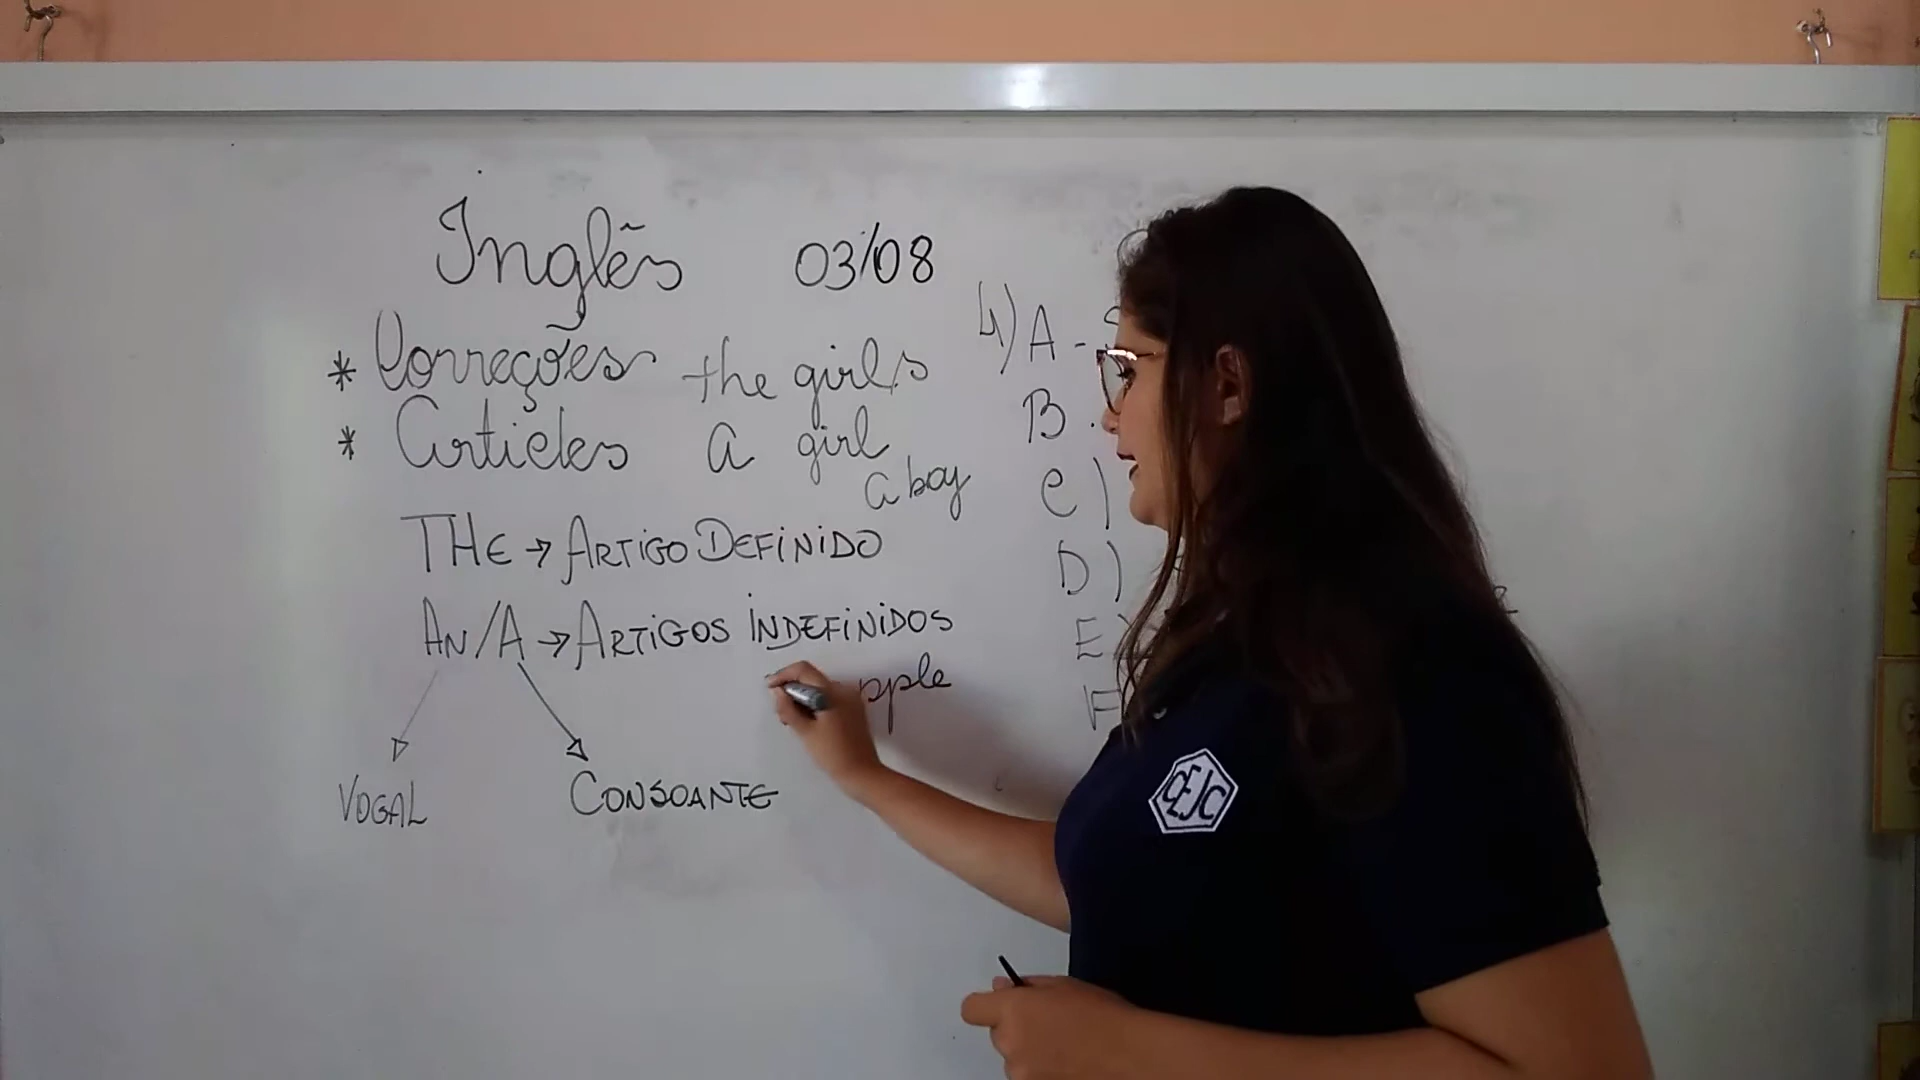 Inglês 03/08
* Correções the girls
* Articles a girl
a boy
THE → ARTIGO DEFINIDO
AN/A → ARTIGOS INDEFINIDOS
pple
VOGAL CONSOANTE
4) A - S
B.
C)
D)
E)
F
CEJC